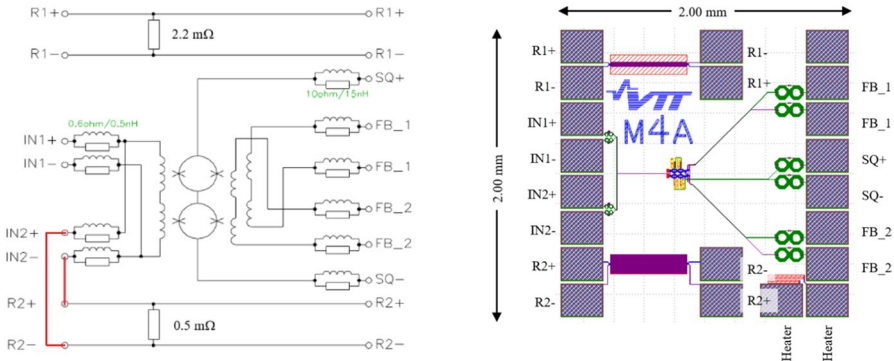 R1+
R1+
2.2 mΩ
R1−
R1−
SQ+
10ohm/15nH
0.6ohm/0.5nH
FB_1
IN1+
IN1−
FB_1
FB_2
IN2+
FB_2
IN2−
SQ−
R2+
R2+
0.5 mΩ
R2−
R2−
2.00 mm
2.00 mm
R1+
R1-
IN1+
IN1-
IN2+
IN2-
R2+
R2-
R1-
R1+
VTT
M4A
R2-
R2+
FB_1
FB_1
SQ+
SQ-
FB_2
FB_2
Heater
Heater